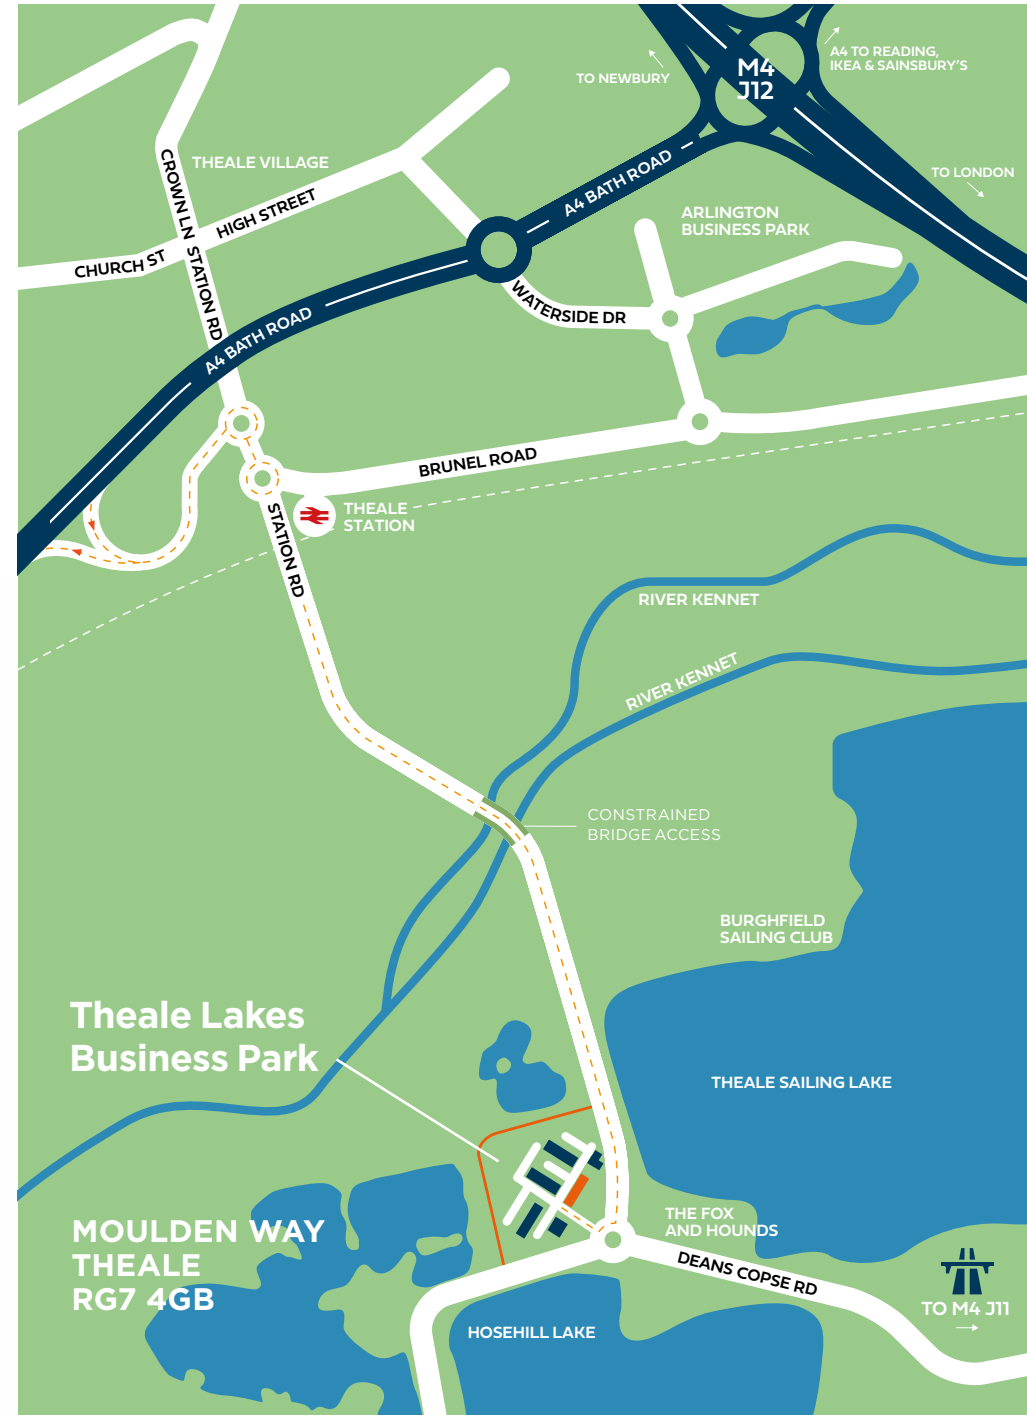 A4 TO READING,
IKEA & SAINSBURY'S
M4
J12
TO NEWBURY
TO LONDON
THEALE VILLAGE
CROWN LN
HIGH STREET
A4 BATH ROAD
ARLINGTON
BUSINESS PARK
CHURCH ST
STATION RD
WATERSIDE DR
A4 BATH ROAD
BRUNEL ROAD
THEALE
STATION
STATION RD
RIVER KENNET
RIVER KENNET
CONSTRAINED
BRIDGE ACCESS
BURGHFIELD
SAILING CLUB
Theale Lakes
Business Park
THEALE SAILING LAKE
MOULDEN WAY
THEALE
RG7 4GB
THE FOX
AND HOUNDS
DEANS COPSE RD
TO M4 J11
HOSEHILL LAKE